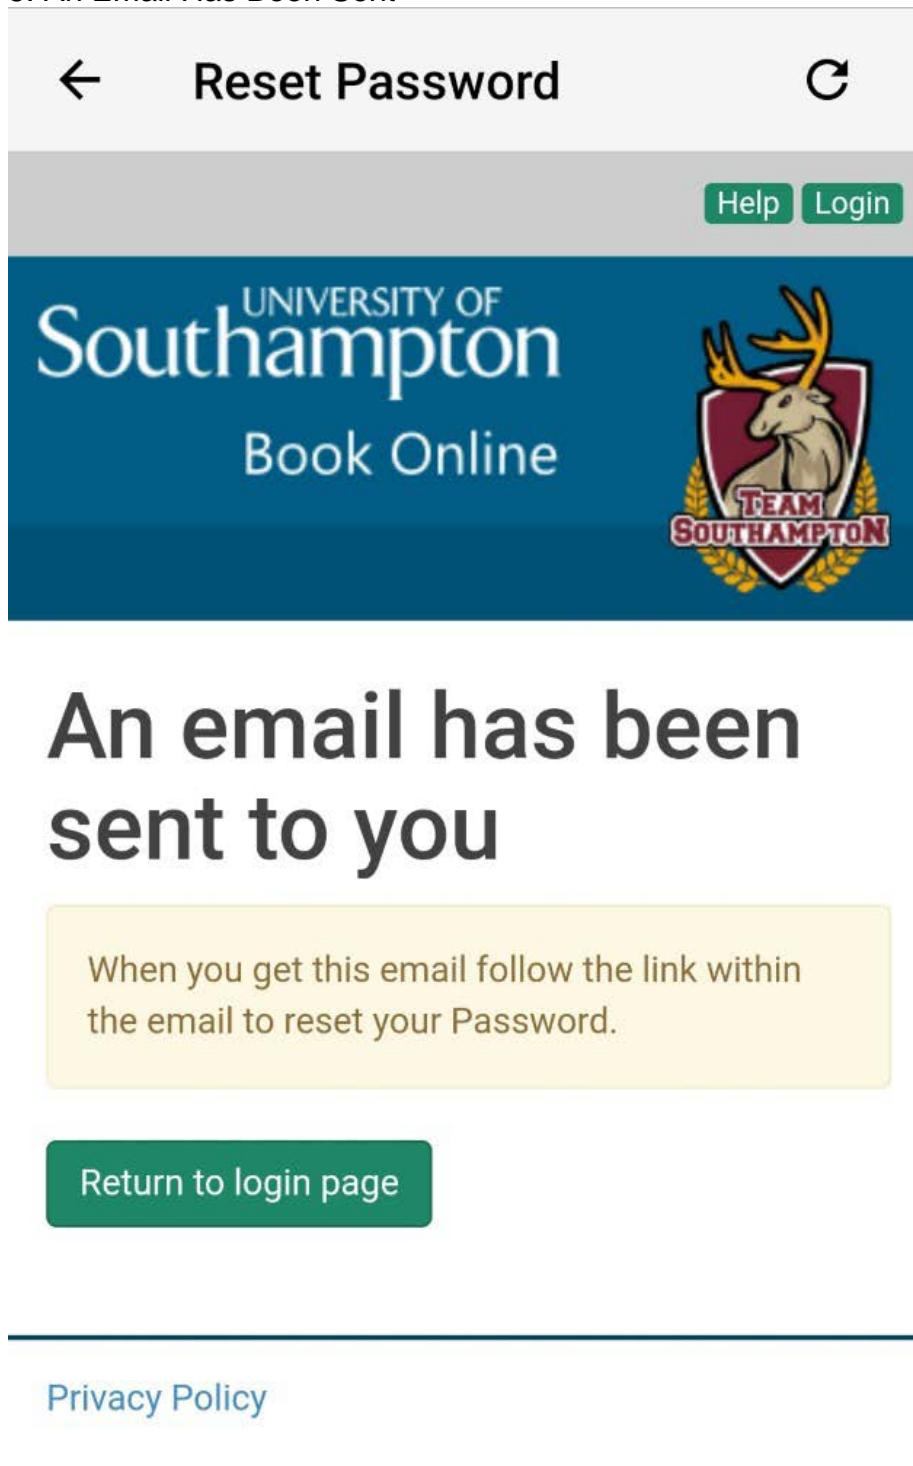 Reset Password
Help Login
UNIVERSITY OF
Southampton
Book Online
TEAM
SOUTHAMPTON
An email has been
sent to you
When you get this email follow the link within
the email to reset your Password.
Return to login page
Privacy Policy